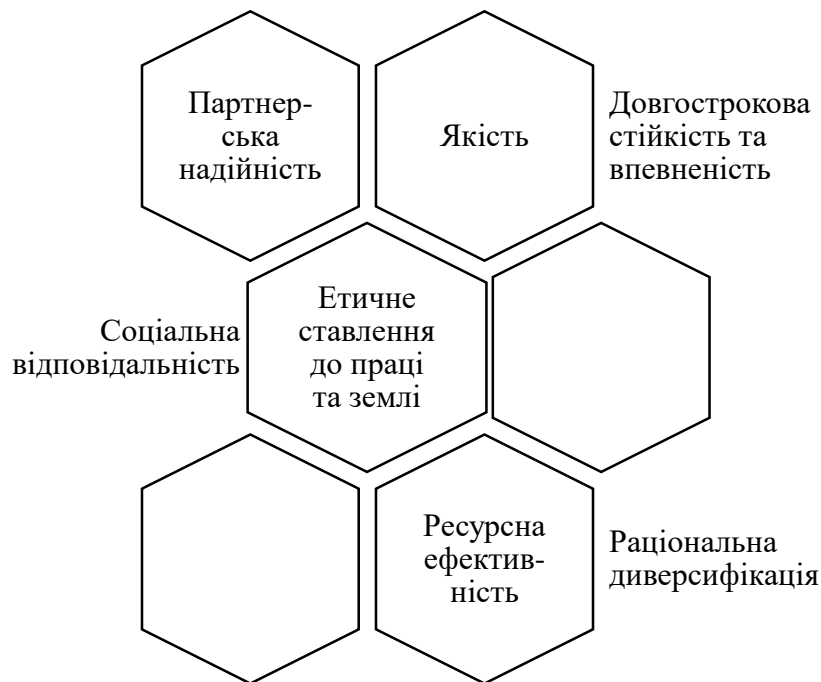 Партнер-
ська
надійність
Якість
Довгострокова
стійкість та
впевненість
Соціальна
відповідальність
Етичне
ставлення
до праці
та землі
Ресурсна
ефектив-
ність
Раціональна
диверсифікація